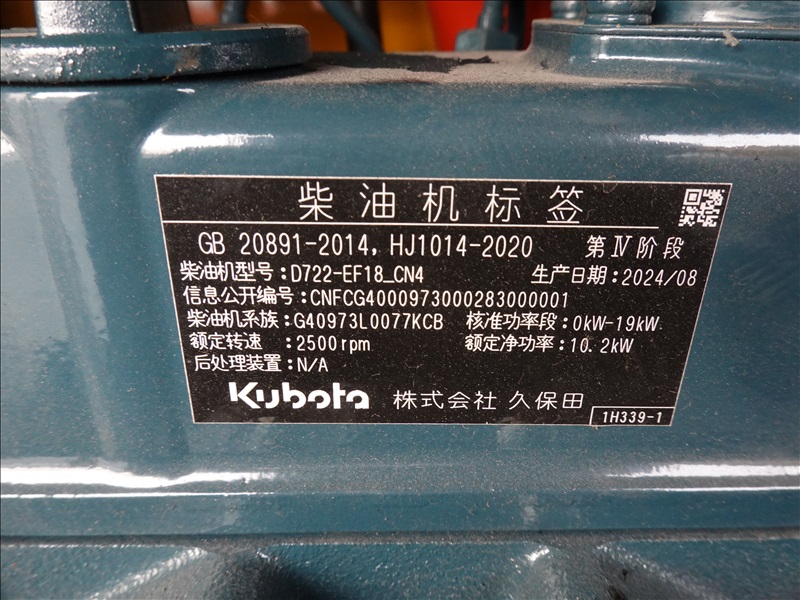 柴油机标签
GB 20891-2014, HJ1014-2020 第Ⅳ阶段
柴油机型号:D722-EF18_CN4 生产日期:2024/08
信息公开编号:CNFCG4000973000283000001
柴油机系族:G40973L0077KCB 核准功率段:0kW-19kW
额定转速 :2500rpm 额定净功率:10.2kW
后处理装置:N/A
Kubota 株式会社 久保田
1H339-1